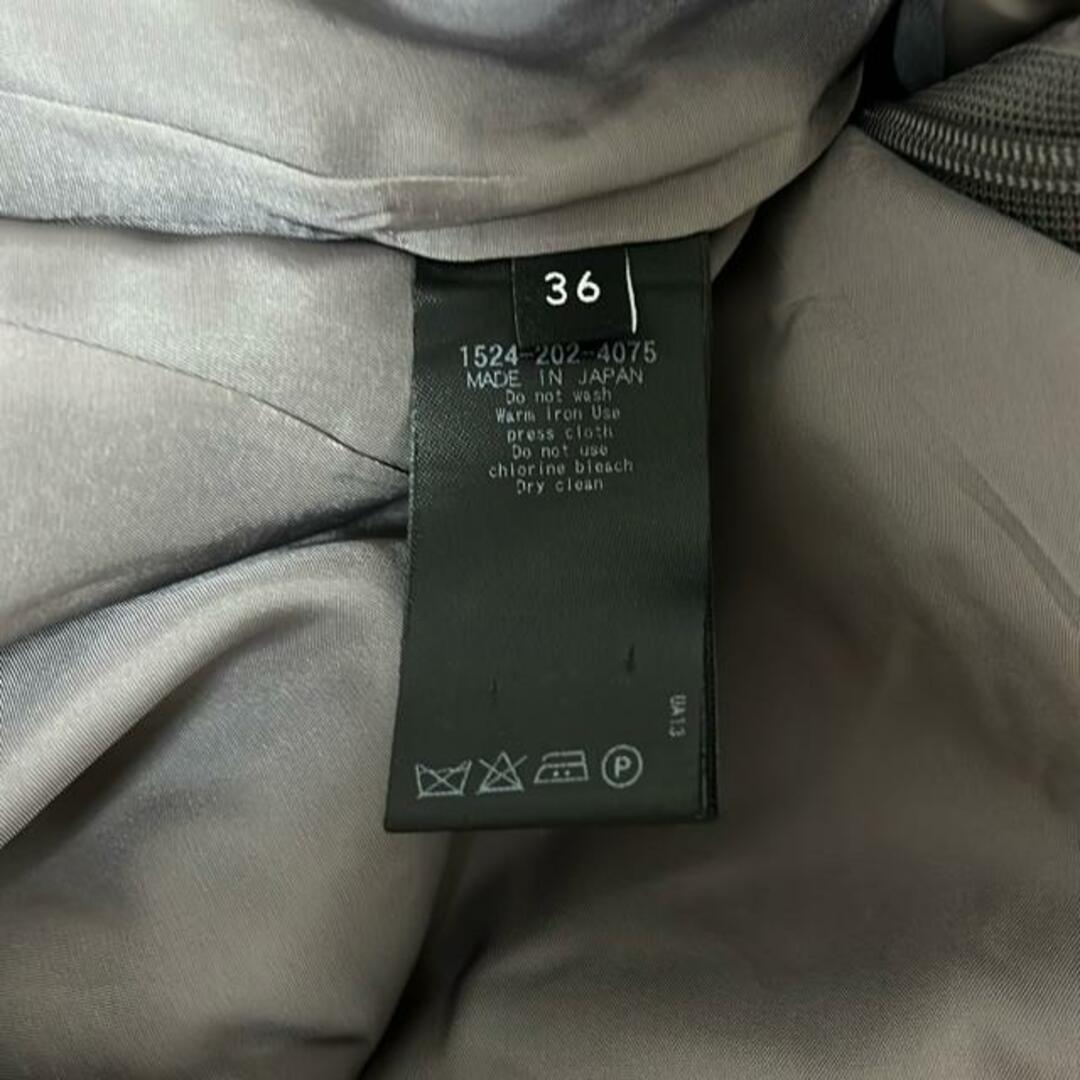 36
1524-202-4075
MADE IN JAPAN
Do not wash
Warm Iron Use
press cloth
Do not use
chlorine bleach
Dry clean
UA13
P